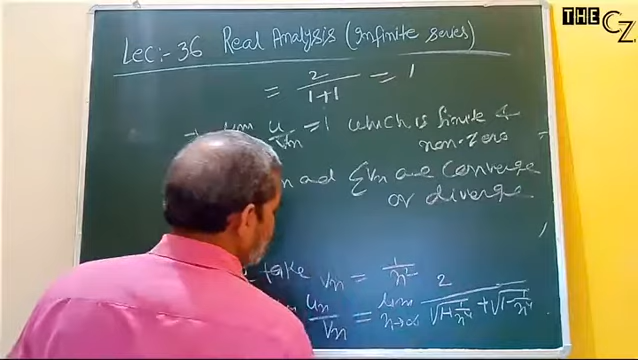 THE CZ
Lec:- 36 Real Analysis (Infinite series)
= 2/(1+1) = 1
lim u/Vn = 1 which is finite &
non-zero
n and ΣVn are converge
or diverge
take Vn = 1/n²
Un/Vn = lim n→∞ 2/(√(1+1/n⁴) + √(1-1/n⁴))